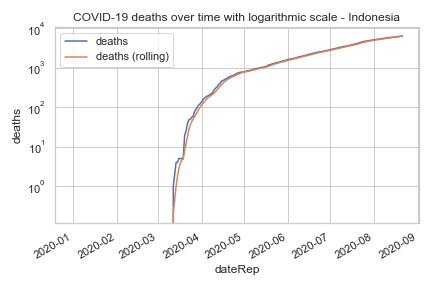 COVID-19 deaths over time with logarithmic scale - Indonesia
deaths
deaths (rolling)
10^4
10^3
10^2
10^1
10^0
deaths
2020-01
2020-02
2020-03
2020-04
2020-05
2020-06
2020-07
2020-08
2020-09
dateRep